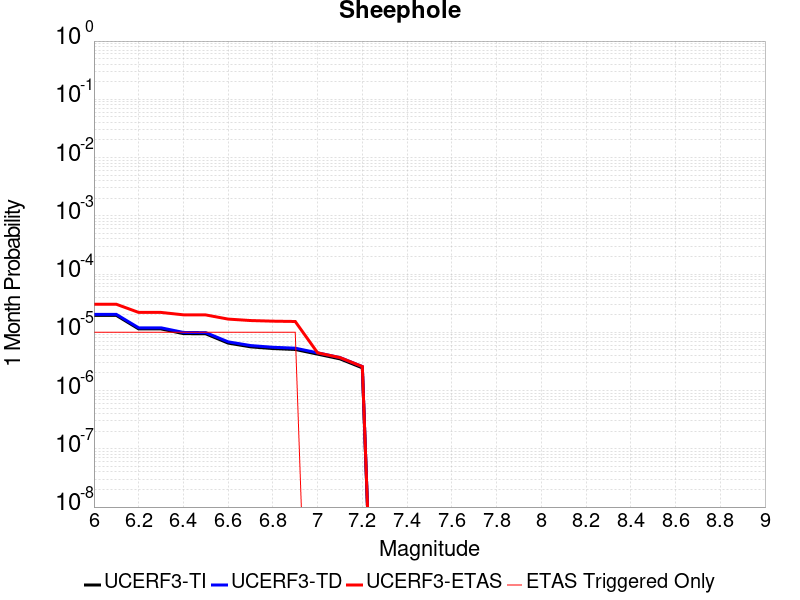 Sheephole
10^0
10^-1
10^-2
10^-3
10^-4
10^-5
10^-6
10^-7
10^-8
1 Month Probability
6 6.2 6.4 6.6 6.8 7 7.2 7.4 7.6 7.8 8 8.2 8.4 8.6 8.8 9
Magnitude
UCERF3-TI UCERF3-TD UCERF3-ETAS ETAS Triggered Only